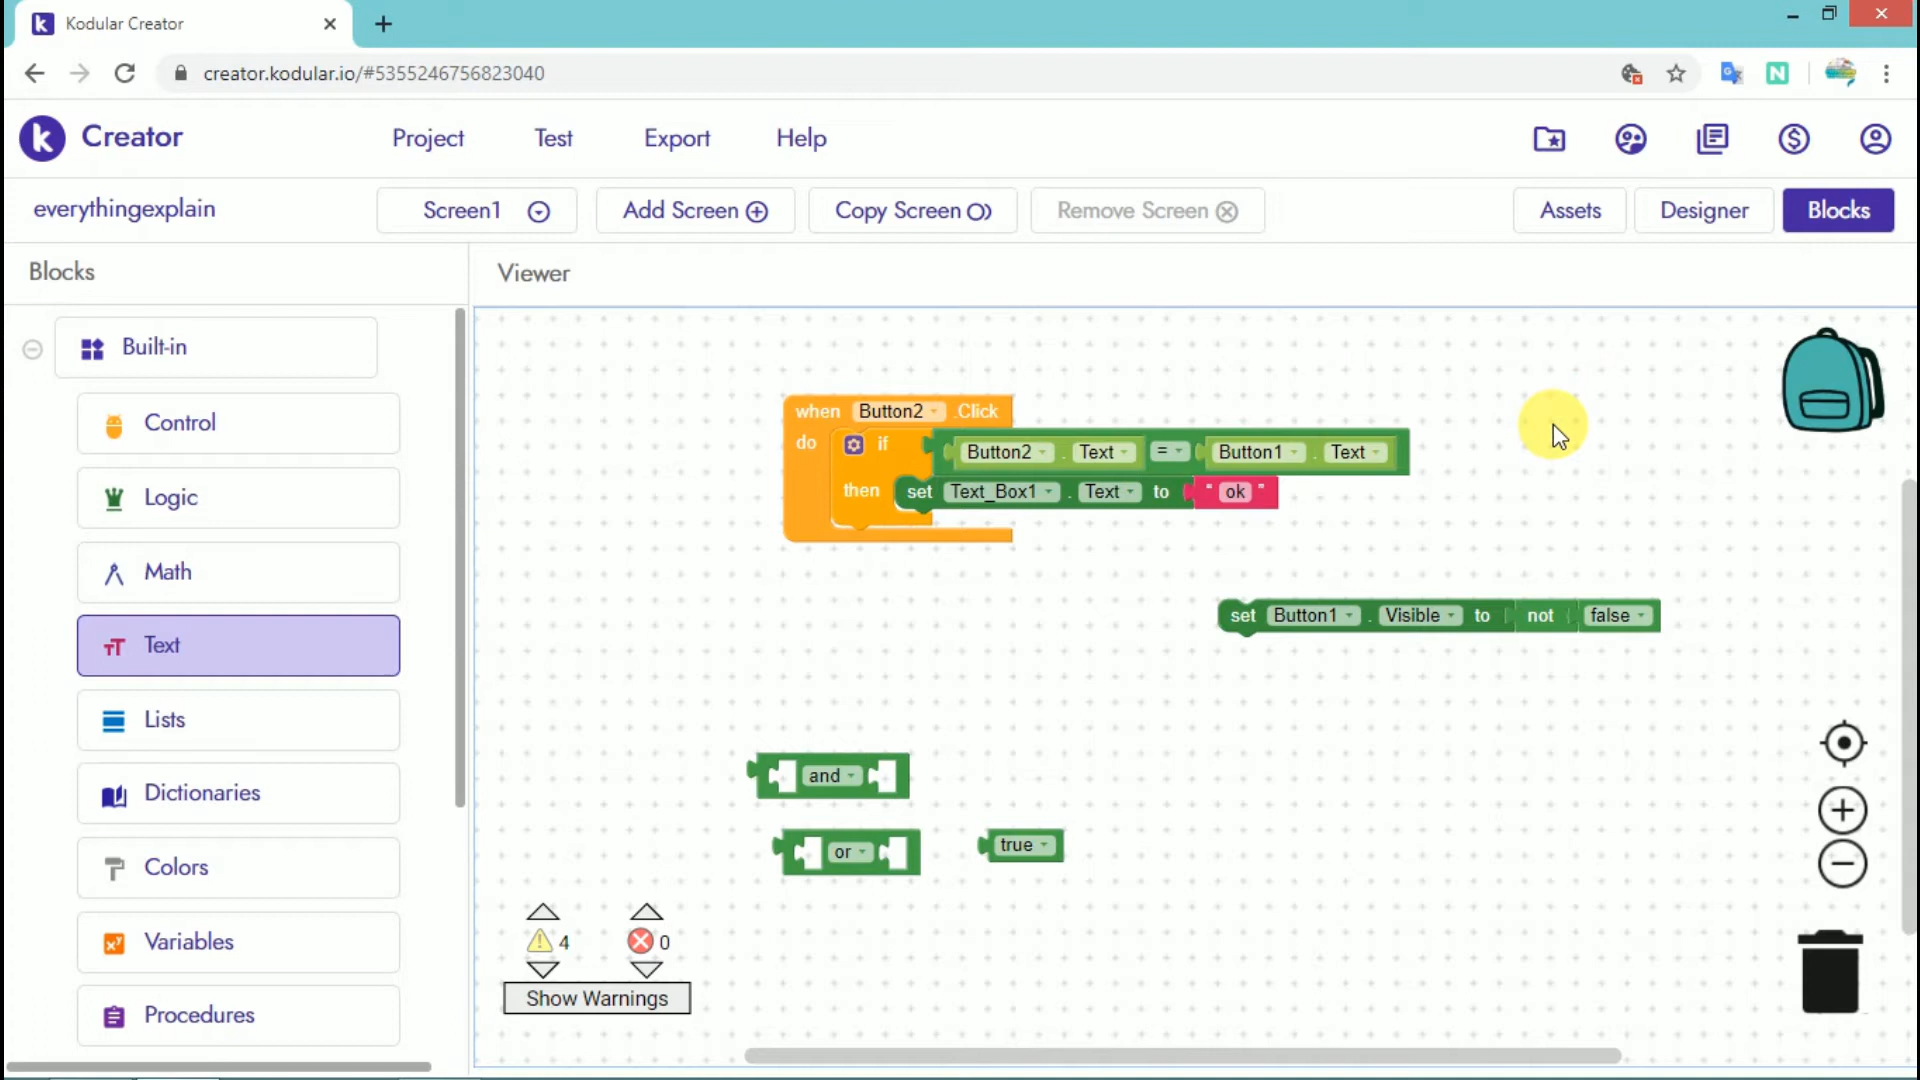 Kodular Creator
creator.kodular.io/#5355246756823040
k Creator Project Test Export Help
everythingexplain Screen1 Add Screen Copy Screen Remove Screen Assets Designer Blocks
Blocks Viewer
Built-in
Control
Logic
Math
Text
Lists
Dictionaries
Colors
Variables
Procedures
when Button2 .Click
do if Button2 . Text = Button1 . Text
then set Text_Box1 . Text to " ok "
set Button1 . Visible to not false
and
or true
4 0
Show Warnings